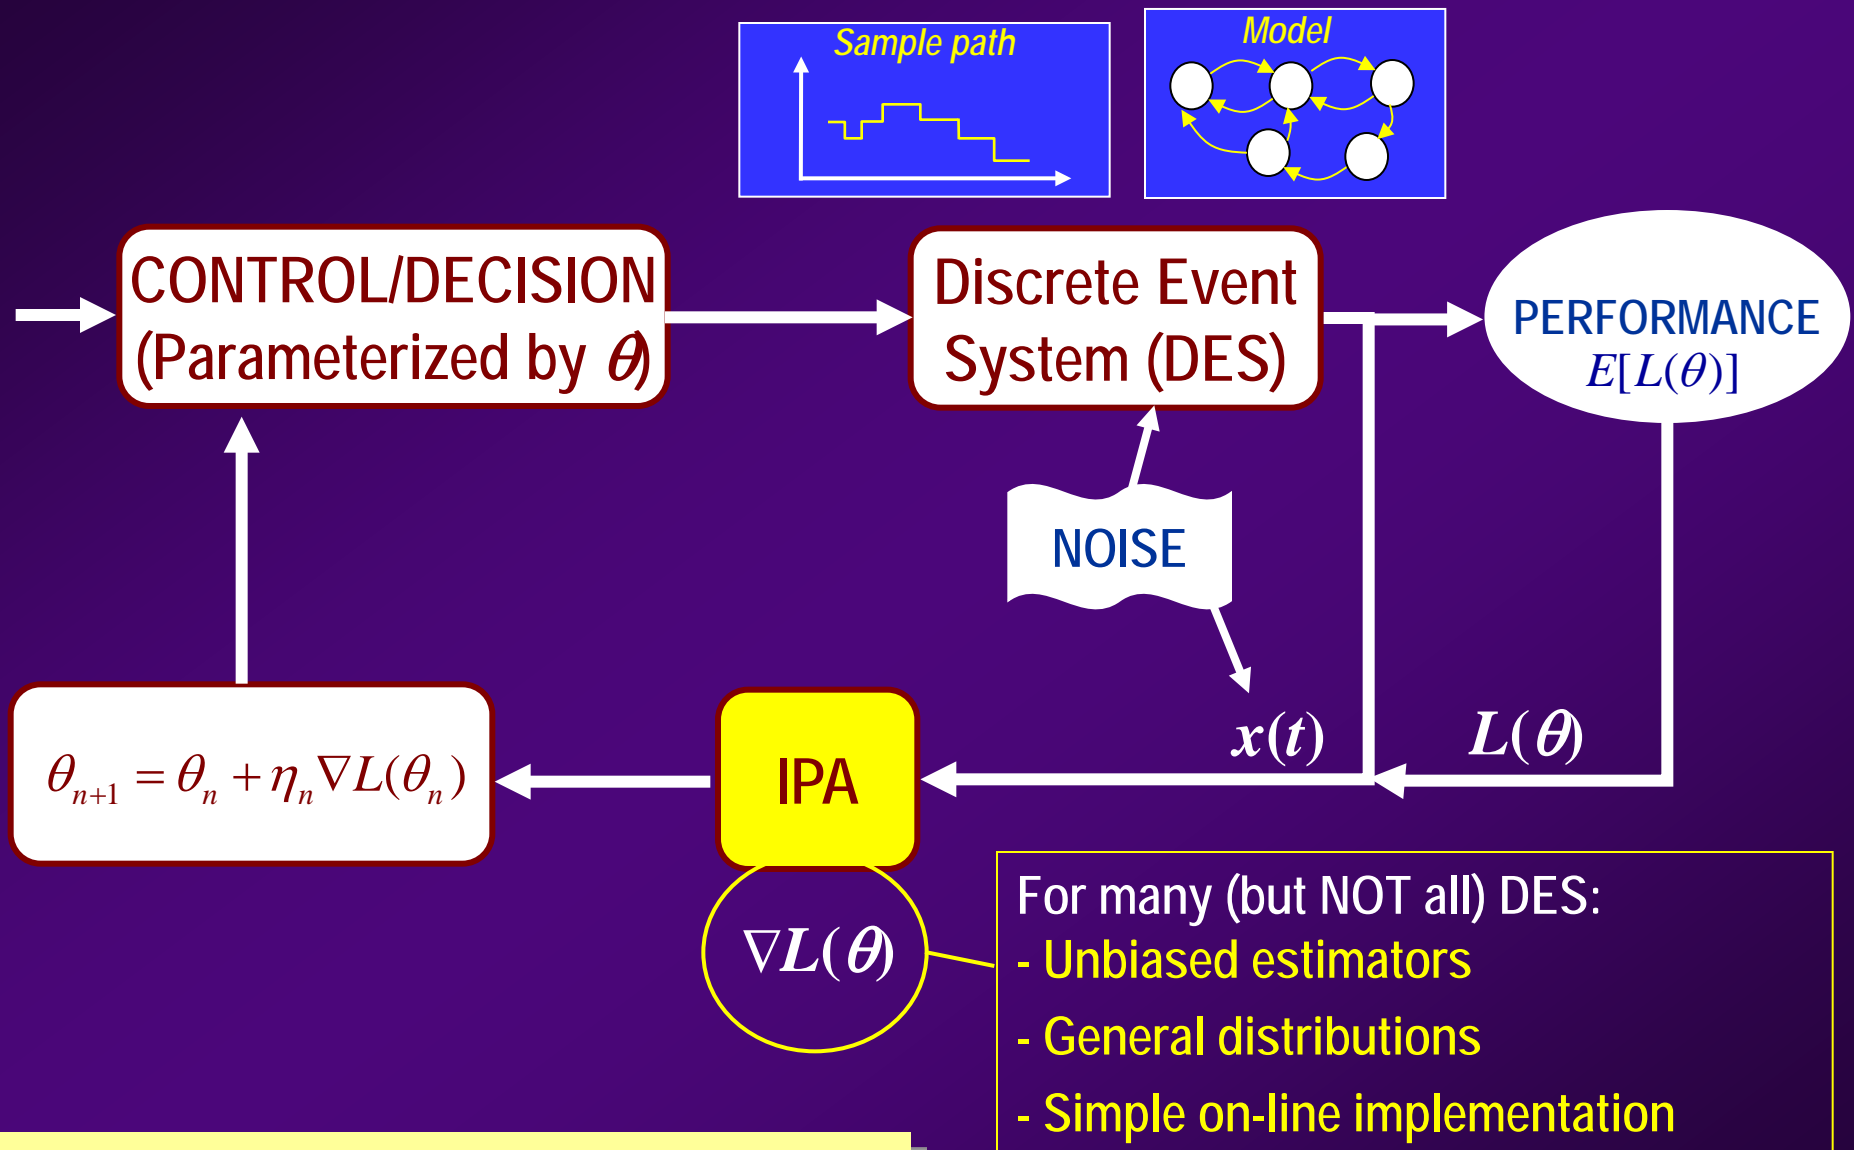 Sample path
Model
CONTROL/DECISION
(Parameterized by θ)
Discrete Event
System (DES)
PERFORMANCE
E[L(θ)]
NOISE
x(t)
L(θ)
θₙ₊₁ = θₙ + ηₙ∇L(θₙ)
IPA
∇L(θ)
For many (but NOT all) DES:
- Unbiased estimators
- General distributions
- Simple on-line implementation